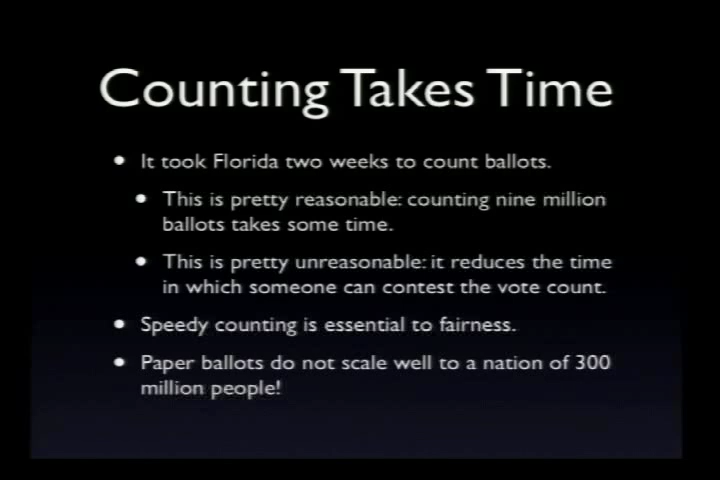 Counting Takes Time
• It took Florida two weeks to count ballots.
• This is pretty reasonable: counting nine million
ballots takes some time.
• This is pretty unreasonable: it reduces the time
in which someone can contest the vote count.
• Speedy counting is essential to fairness.
• Paper ballots do not scale well to a nation of 300
million people!